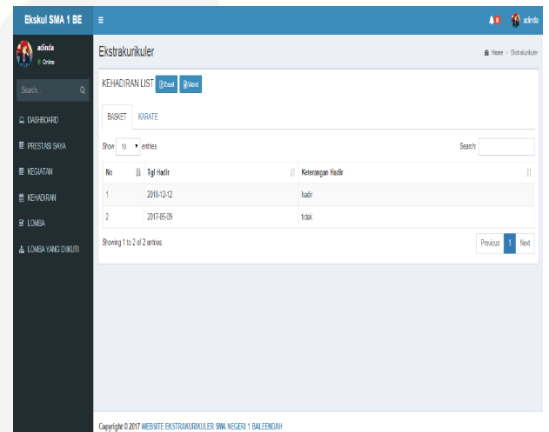 Ekskul SMA 1 BE
adinda
adinda
Online
Search...
DASHBOARD
PRESTASI SAYA
KEGIATAN
KEHADIRAN
LOMBA
LOMBA YANG DIIKUTI
Ekstrakurikuler
Home > Ekstrakurikuler
KEHADIRAN LIST Excel Word
BASKET KARATE
Show 10 entries
Search:
No Tgl Hadir Keterangan Hadir
1 2016-12-12 hadir
2 2017-05-09 tidak
Showing 1 to 2 of 2 entries
Previous 1 Next
Copyright © 2017 WEBSITE EKSTRAKURIKULER SMA NEGERI 1 BALEENDAH